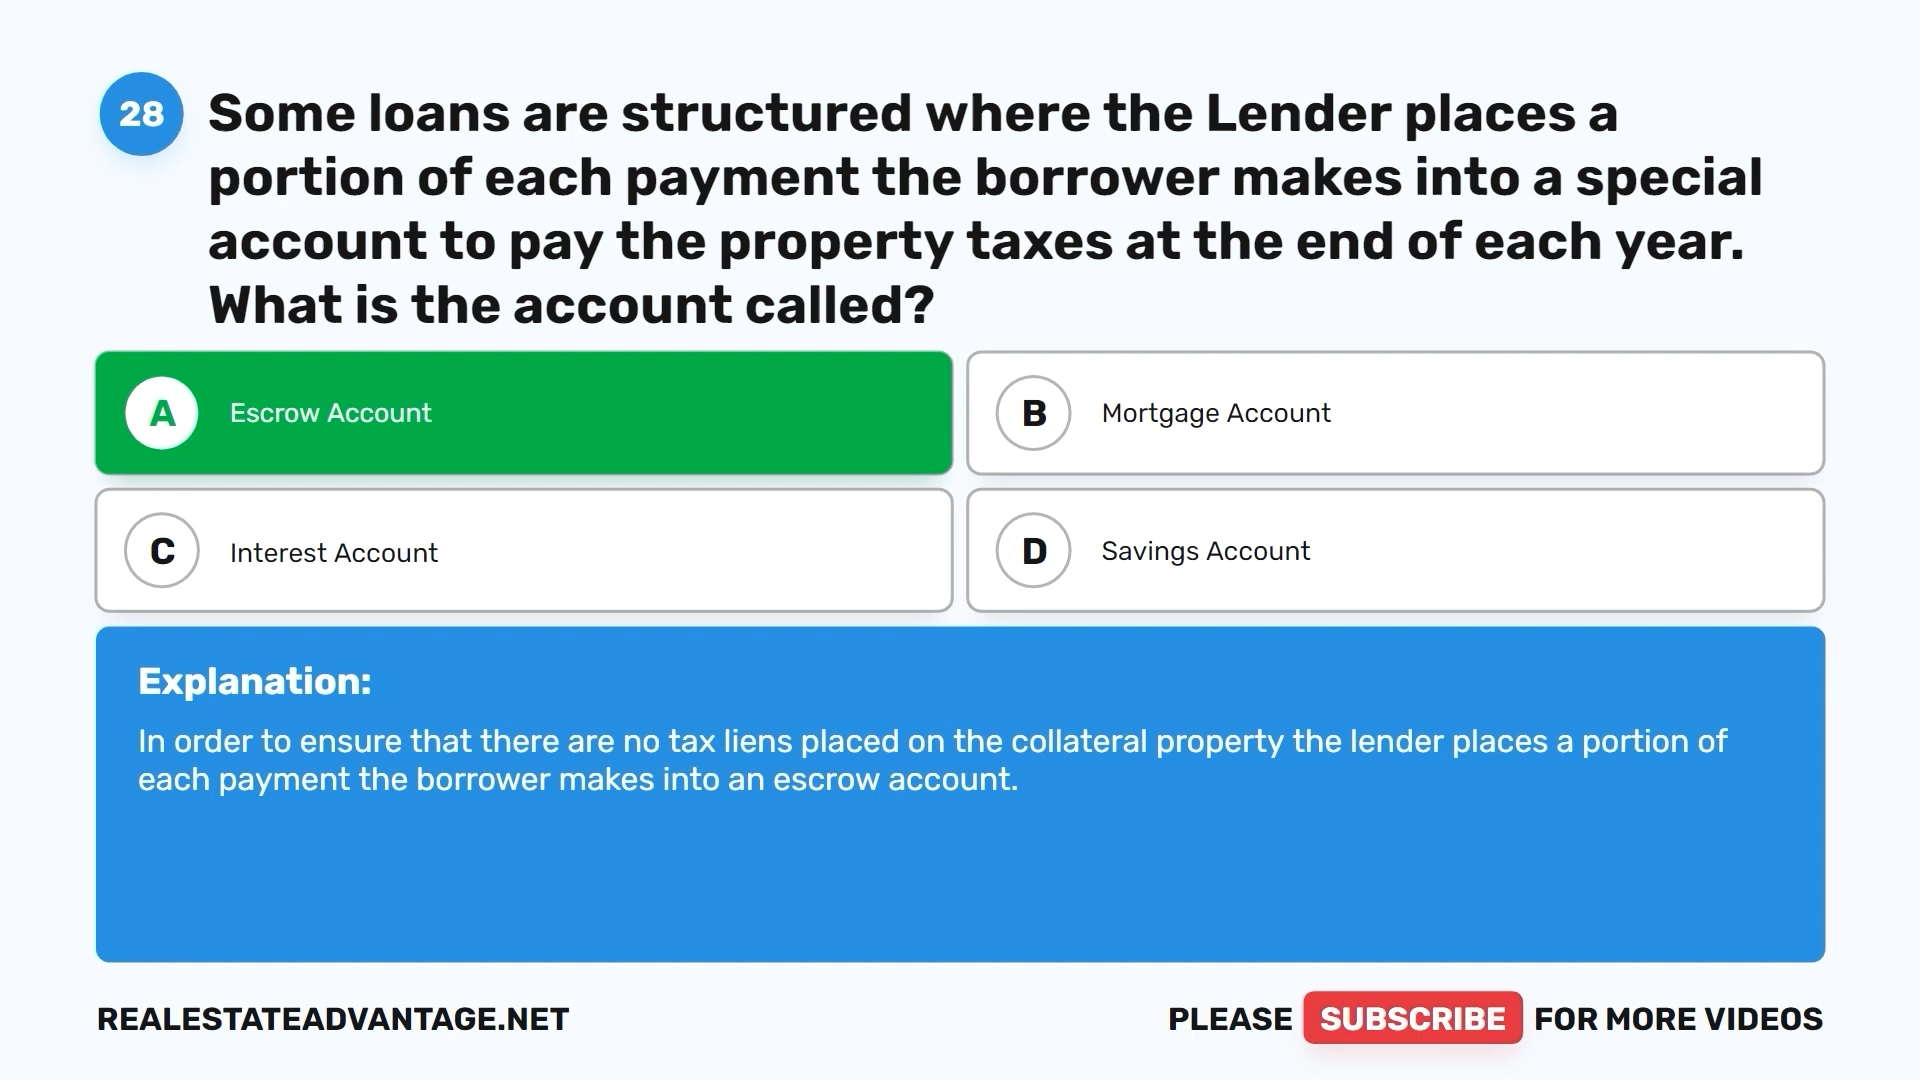 28
Some loans are structured where the Lender places a
portion of each payment the borrower makes into a special
account to pay the property taxes at the end of each year.
What is the account called?
A Escrow Account
B Mortgage Account
C Interest Account
D Savings Account
Explanation:
In order to ensure that there are no tax liens placed on the collateral property the lender places a portion of
each payment the borrower makes into an escrow account.
REALESTATEADVANTAGE.NET
PLEASE SUBSCRIBE FOR MORE VIDEOS